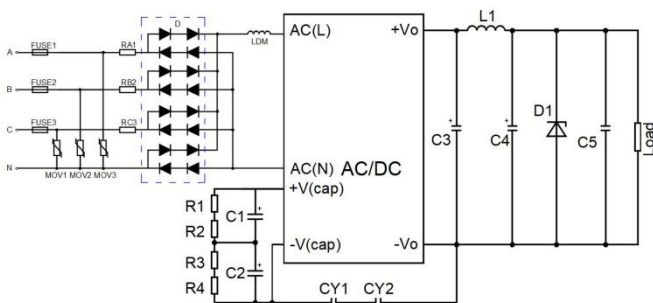 D
FUSE1
RA1
LDM
AC(L)
+Vo
L1
A
FUSE2
RB2
B
FUSE3
RC3
C
D1
C3
C4
C5
Load
N
MOV1 MOV2 MOV3
AC(N)
AC/DC
+V(cap)
R1
C1
R2
-V(cap)
-Vo
R3
C2
R4
CY1
CY2